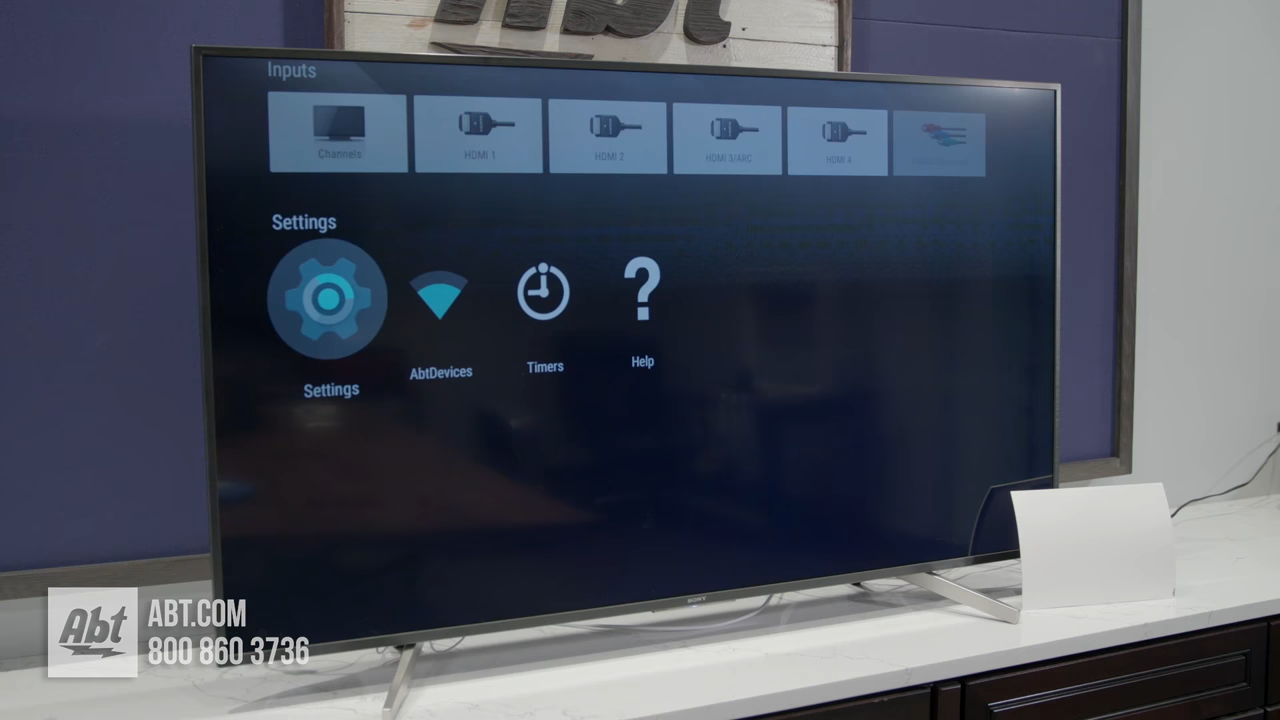 Abt
Inputs
Channels
HDMI 1
HDMI 2
HDMI 3/ARC
HDMI 4
Settings
Settings
AbtDevices
Timers
Help
SONY
Abt
ABT.COM
800 860 3736